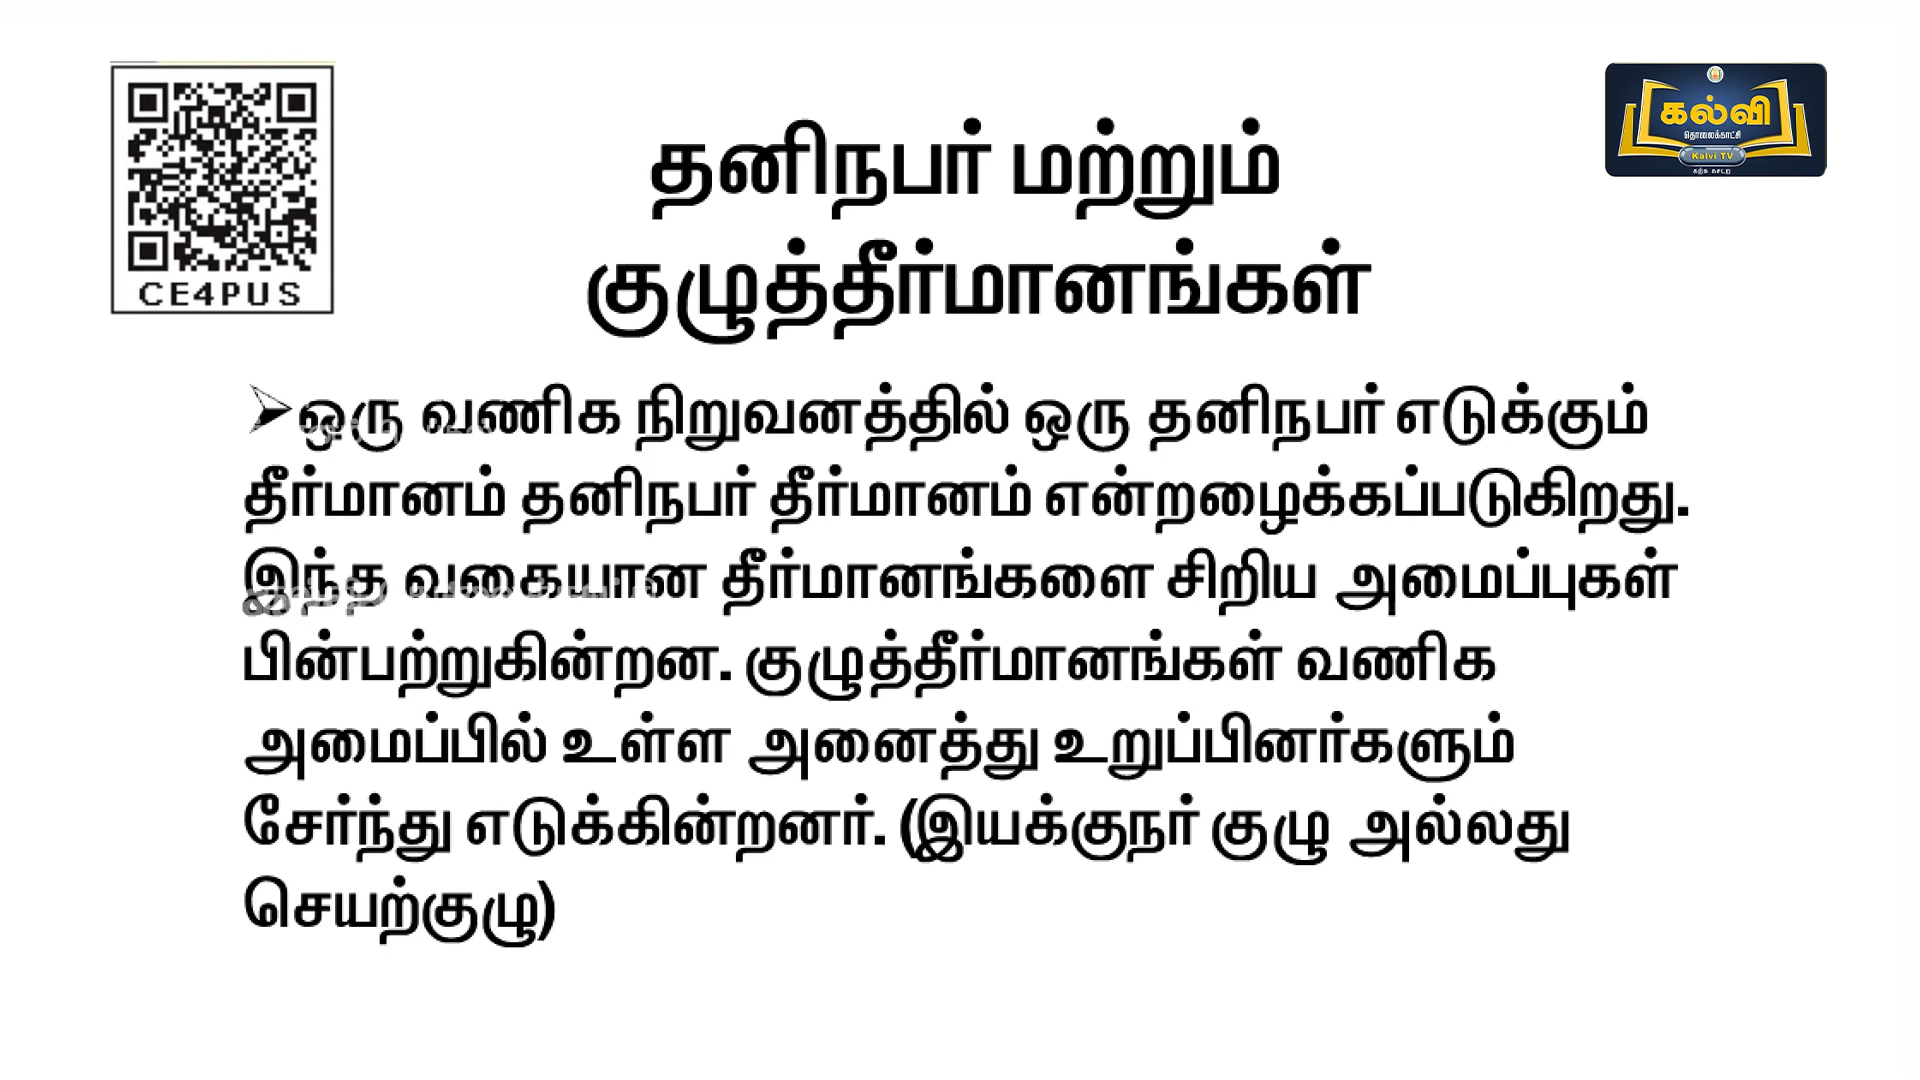 கல்வி
தொலைக்காட்சி
Kalvi TV
கற்க கசடற
CE4PUS
தனிநபர் மற்றும்
குழுத்தீர்மானங்கள்
➢ஒரு வணிக நிறுவனத்தில் ஒரு தனிநபர் எடுக்கும்
தீர்மானம் தனிநபர் தீர்மானம் என்றழைக்கப்படுகிறது.
இந்த வகையான தீர்மானங்களை சிறிய அமைப்புகள்
பின்பற்றுகின்றன. குழுத்தீர்மானங்கள் வணிக
அமைப்பில் உள்ள அனைத்து உறுப்பினர்களும்
சேர்ந்து எடுக்கின்றனர். (இயக்குநர் குழு அல்லது
செயற்குழு)